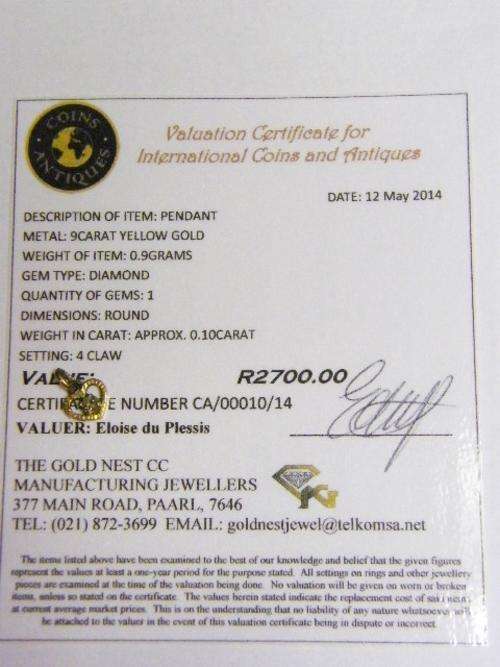 COINS
ANTIQUES
Valuation Certificate for
International Coins and Antiques
DATE: 12 May 2014
DESCRIPTION OF ITEM: PENDANT
METAL: 9CARAT YELLOW GOLD
WEIGHT OF ITEM: 0.9GRAMS
GEM TYPE: DIAMOND
QUANTITY OF GEMS: 1
DIMENSIONS: ROUND
WEIGHT IN CARAT: APPROX. 0.10CARAT
SETTING: 4 CLAW
R2700.00
NUMBER CA/00010/14
VALUER: Eloise du Plessis
THE GOLD NEST CC
MANUFACTURING JEWELLERS
377 MAIN ROAD, PAARL, 7646
TEL: (021) 872-3699 EMAIL: goldnestjewel@telkomsa.net
The items listed above have been examined to the best of our knowledge and belief that the given figures
represent the values at least a one-year period for the purpose stated. All settings on rings and other jewellery
pieces are examined at the time of the valuation being done. No valuation will be given on worn or broken
items, unless so stated on the certificate. The values herein stated indicate the replacement cost of
at current average market prices. This is on the understanding that no liability of any nature whatsoever will
be attached to the values in the event of this valuation certificate being in dispute or incorrect.